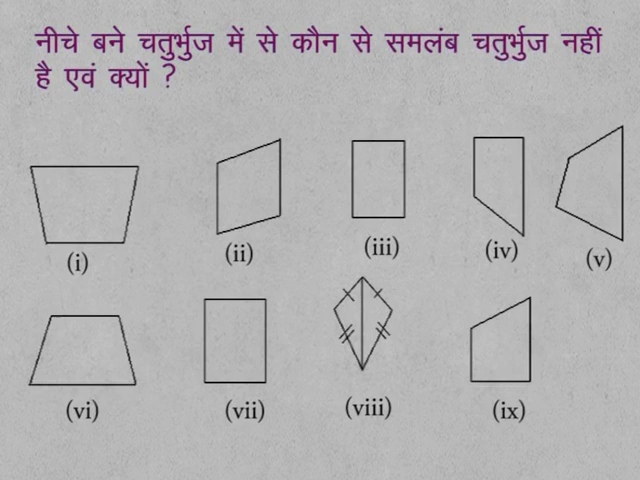 नीचे बने चतुर्भुज में से कौन से समलंब चतुर्भुज नहीं
है एवं क्यों ?
(i) (ii) (iii) (iv) (v)
(vi) (vii) (viii) (ix)